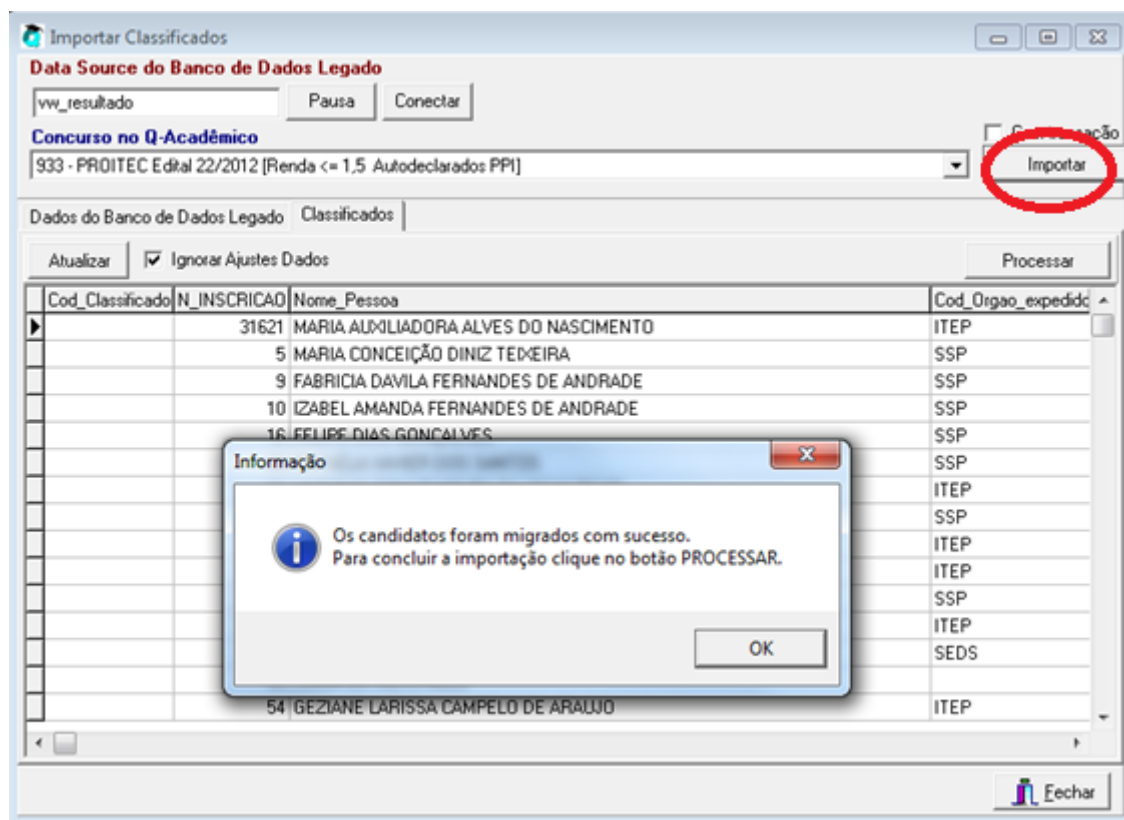 Importar Classificados
Data Source do Banco de Dados Legado
vw_resultado Pausa Conectar
Concurso no Q-Acadêmico
933 - PROITEC Edital 22/2012 [Renda <= 1,5 Autodeclarados PPI] Importar
Dados do Banco de Dados Legado Classificados
Atualizar Ignorar Ajustes Dados Processar
Cod_Classificado N_INSCRICAO Nome_Pessoa Cod_Orgao_expedido
31621 MARIA AUXILIADORA ALVES DO NASCIMENTO ITEP
5 MARIA CONCEIÇÃO DINIZ TEIXEIRA SSP
9 FABRICIA DAVILA FERNANDES DE ANDRADE SSP
10 IZABEL AMANDA FERNANDES DE ANDRADE SSP
16 FELIPE DIAS GONCALVES SSP
Informação SSP
ITEP
SSP
Os candidatos foram migrados com sucesso. ITEP
Para concluir a importação clique no botão PROCESSAR. ITEP
SSP
ITEP
OK SEDS
54 GEZIANE LARISSA CAMPELO DE ARAUJO ITEP
Fechar